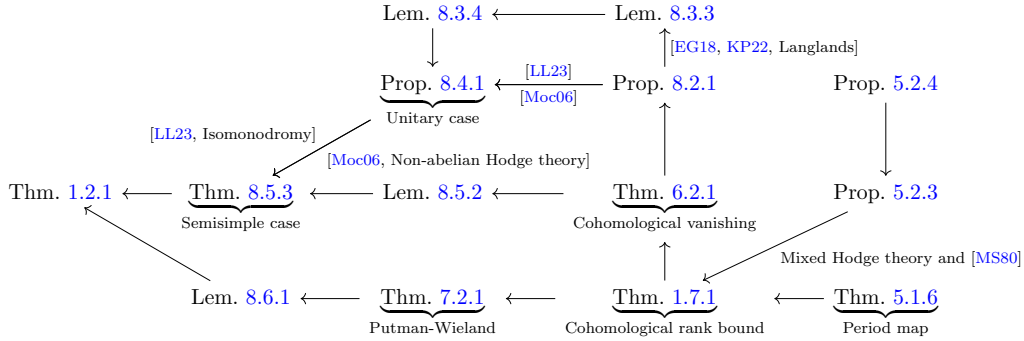 Lem. 8.3.4 Lem. 8.3.3
[EG18, KP22, Langlands]
Prop. 8.4.1 [LL23] Prop. 8.2.1 Prop. 5.2.4
[Moc06]
Unitary case
[LL23, Isomonodromy]
[Moc06, Non-abelian Hodge theory]
Thm. 1.2.1 Thm. 8.5.3 Lem. 8.5.2 Thm. 6.2.1 Prop. 5.2.3
Semisimple case Cohomological vanishing
Mixed Hodge theory and [MS80]
Lem. 8.6.1 Thm. 7.2.1 Thm. 1.7.1 Thm. 5.1.6
Putman-Wieland Cohomological rank bound Period map